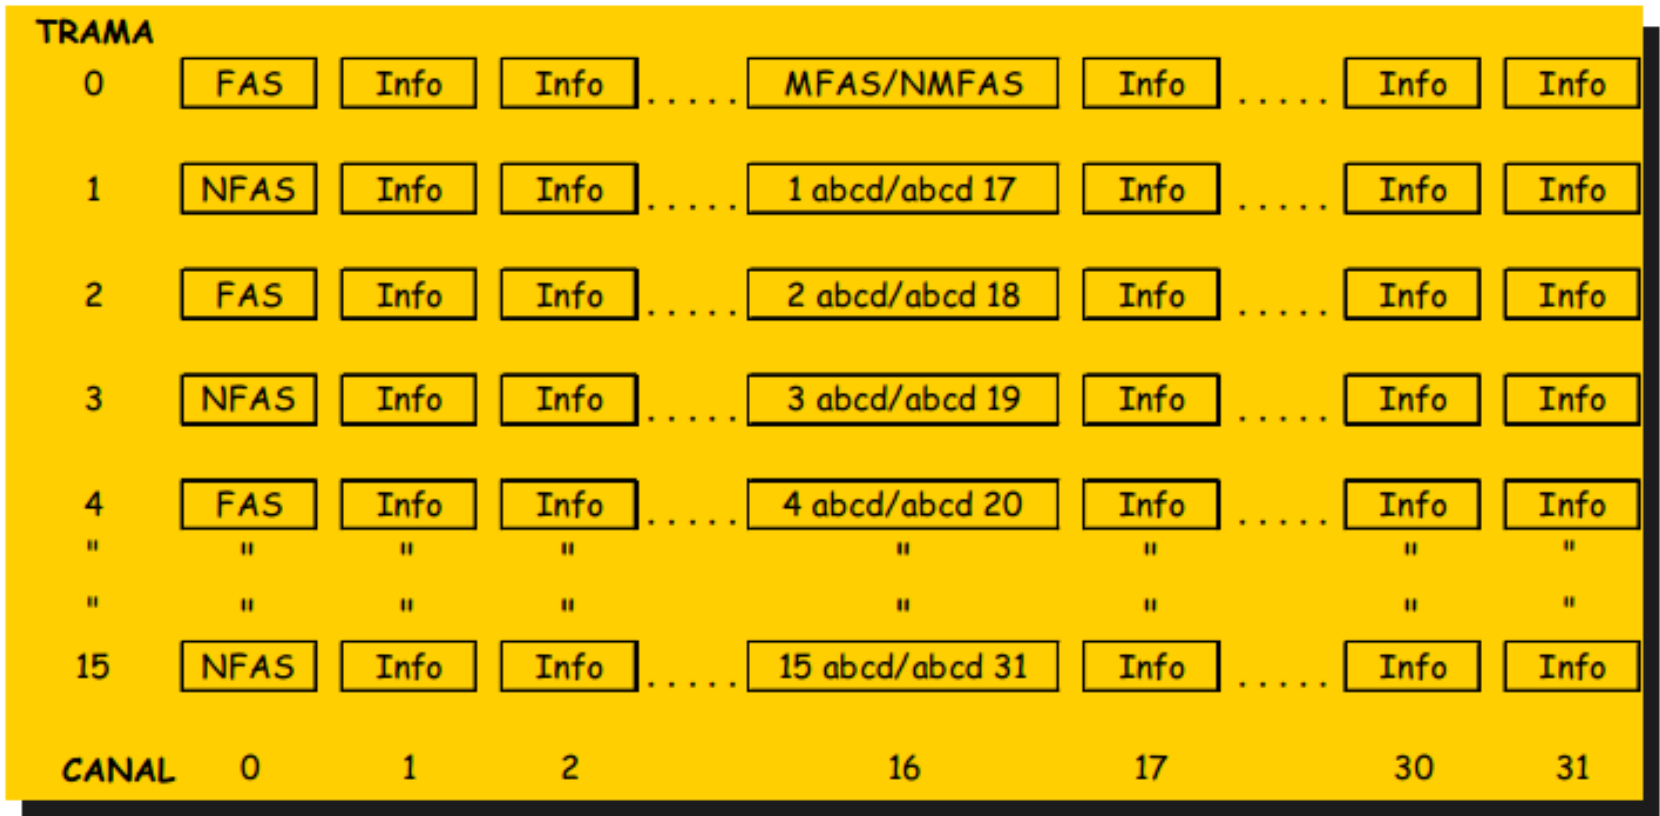 TRAMA
0 FAS Info Info ..... MFAS/NMFAS Info ..... Info Info
1 NFAS Info Info ..... 1 abcd/abcd 17 Info ..... Info Info
2 FAS Info Info ..... 2 abcd/abcd 18 Info ..... Info Info
3 NFAS Info Info ..... 3 abcd/abcd 19 Info ..... Info Info
4 FAS Info Info ..... 4 abcd/abcd 20 Info ..... Info Info
" " " " " " " "
" " " " " " " "
15 NFAS Info Info ..... 15 abcd/abcd 31 Info ..... Info Info
CANAL 0 1 2 16 17 30 31